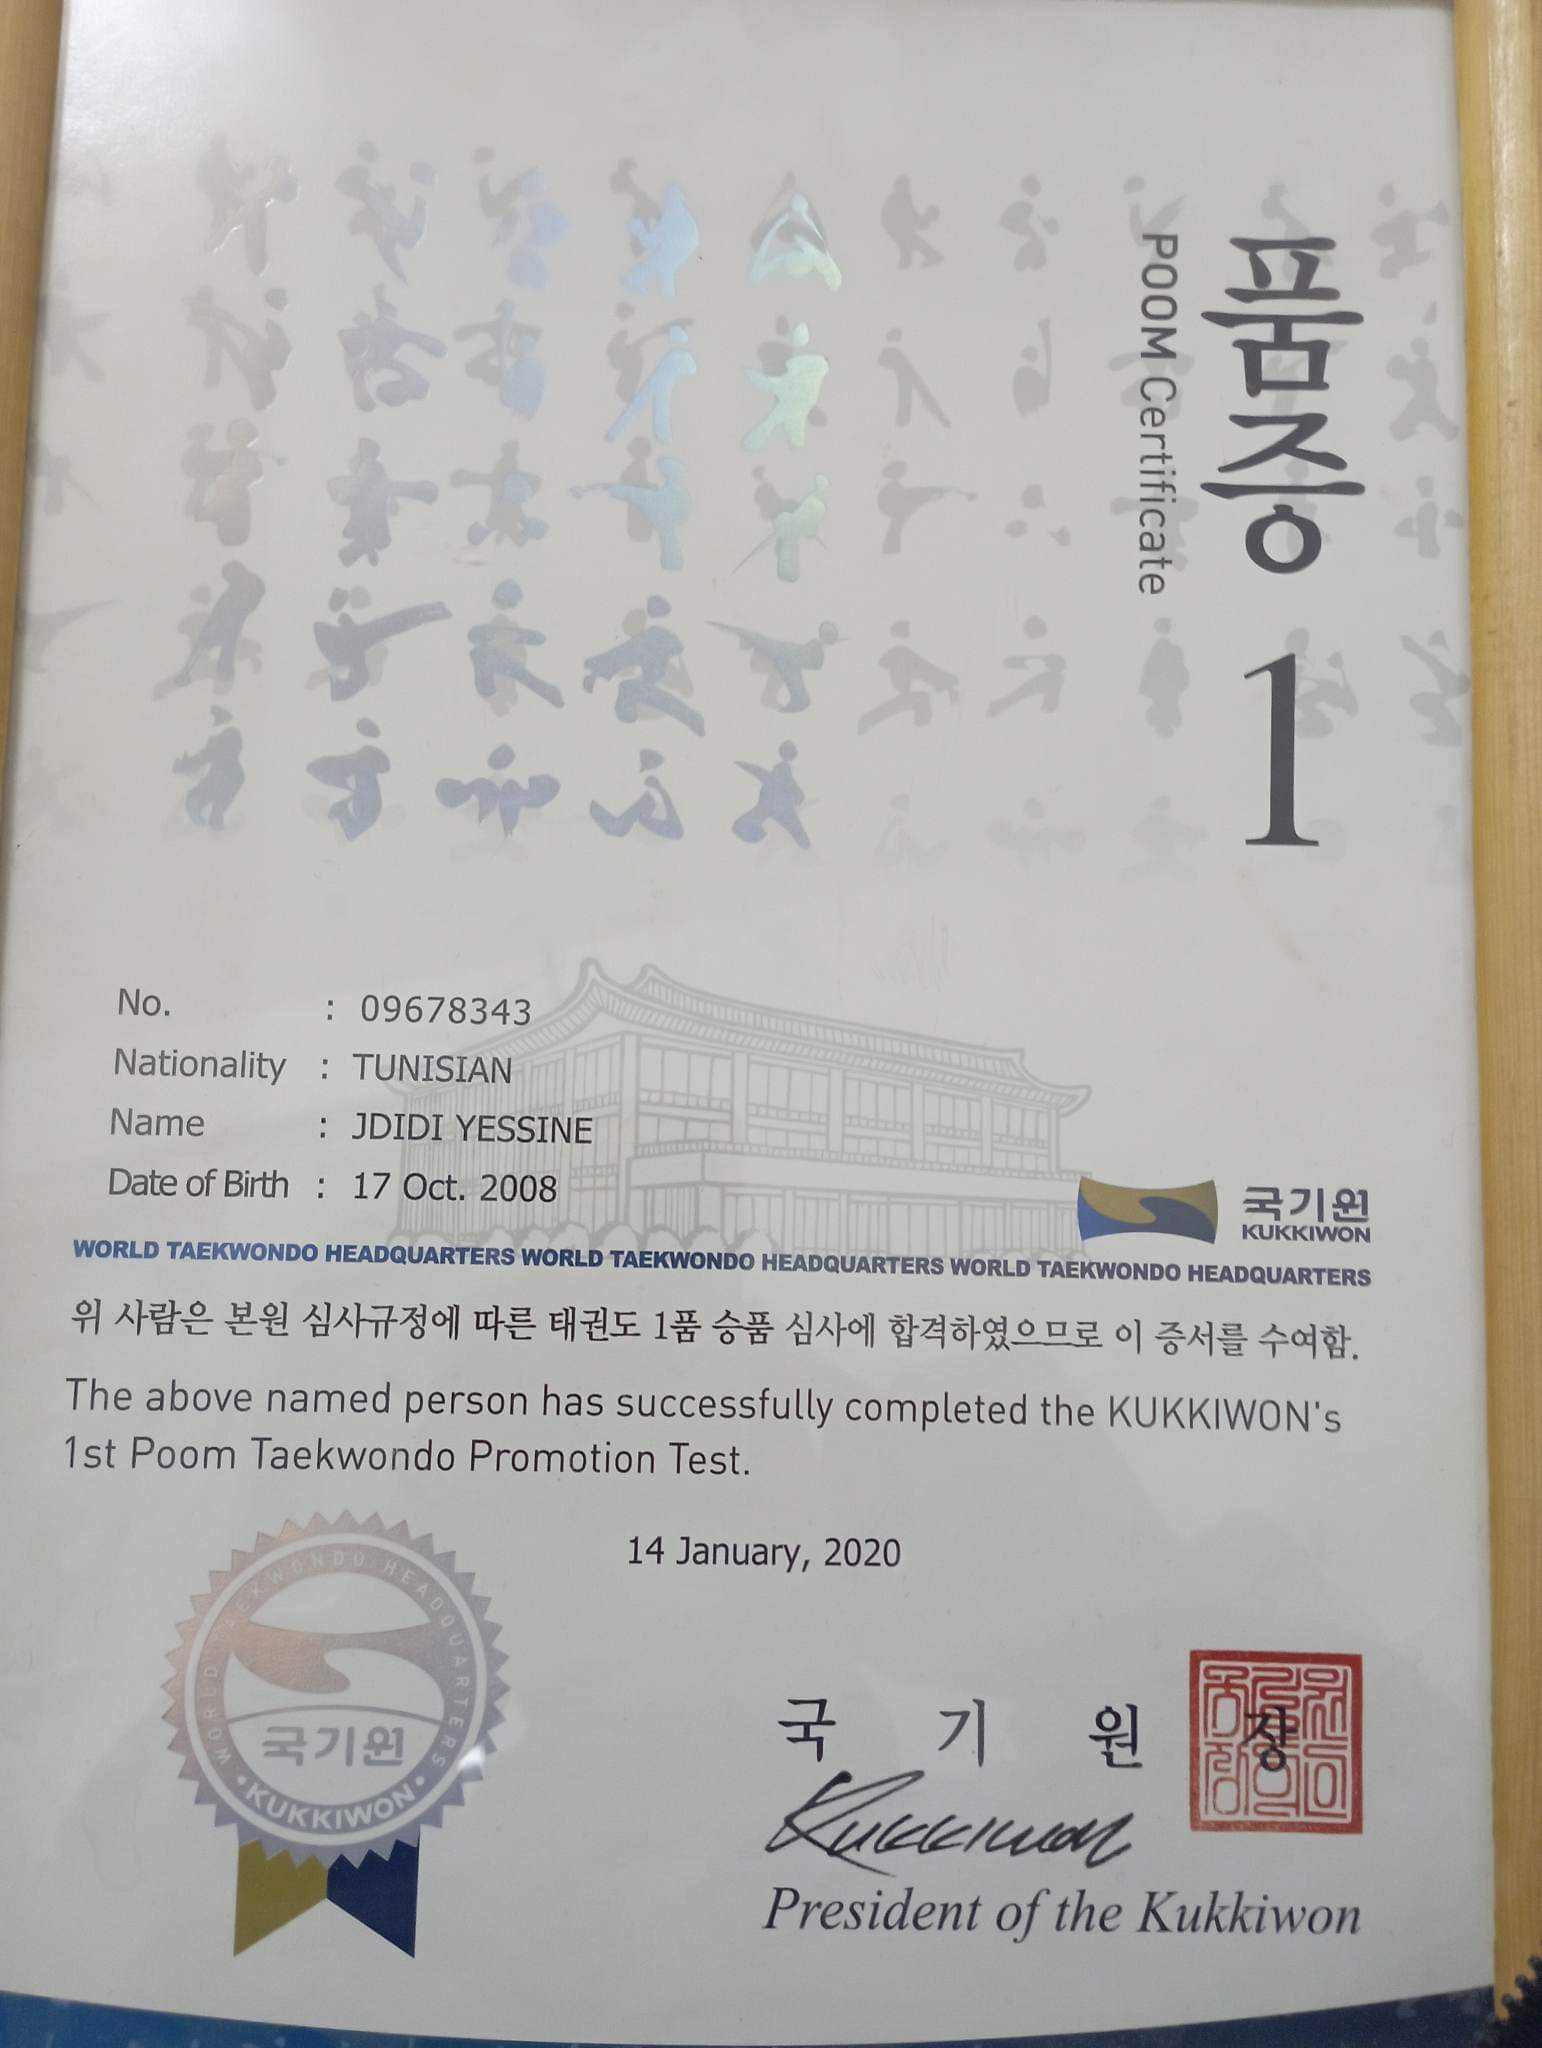 품증 1
POOM Certificate
No. : 09678343
Nationality : TUNISIAN
Name : JDIDI YESSINE
Date of Birth : 17 Oct. 2008
국기원
KUKKIWON
WORLD TAEKWONDO HEADQUARTERS WORLD TAEKWONDO HEADQUARTERS WORLD TAEKWONDO HEADQUARTERS
위 사람은 본원 심사규정에 따른 태권도 1품 승품 심사에 합격하였으므로 이 증서를 수여함.
The above named person has successfully completed the KUKKIWON's
1st Poom Taekwondo Promotion Test.
14 January, 2020
WORLD TAEKWONDO HEADQUARTERS
국기원
KUKKIWON
국 기 원 장
Kukkiwon
President of the Kukkiwon